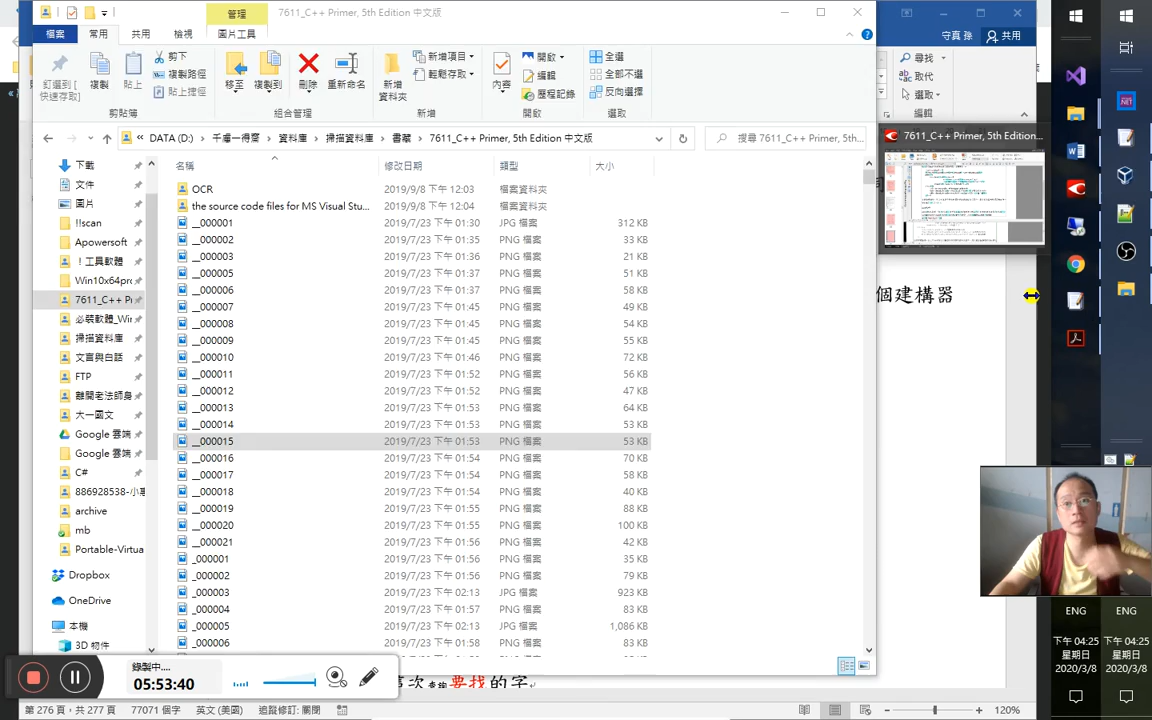 管理
7611_C++ Primer, 5th Edition 中文版
檔案
常用
共用
檢視
圖片工具
守真 孫
共用
釘選到 [
快速存取]
複製
貼上
剪下
複製路徑
貼上捷徑
剪貼簿
移至
複製到
刪除
重新命名
組合管理
新增
資料夾
新增項目
輕鬆存取
新增
內容
開啟
編輯
歷程記錄
開啟
全選
全部不選
反向選擇
選取
尋找
取代
選取
編輯
« DATA (D:) › 千慮一得齋 › 資料庫 › 掃描資料庫 › 書藏 › 7611_C++ Primer, 5th Edition 中文版
搜尋 7611_C++ Primer, 5th...
7611_C++ Primer, 5th Edition...
名稱 修改日期 類型 大小
下載
文件
圖片
!!scan
Apowersoft
！工具軟體
Win10x64pro
7611_C++ Pr
必裝軟體_Win
掃描資料庫
文言與白話
FTP
離開老法師身
大一國文
Google 雲端
Google 雲端
C#
886928538-小惠
archive
mb
Portable-Virtua
Dropbox
OneDrive
本機
3D 物件
OCR 2019/9/8 下午 12:03 檔案資料夾
the source code files for MS Visual Stu... 2019/9/8 下午 12:04 檔案資料夾
__000001 2019/7/23 下午 01:30 JPG 檔案 312 KB
__000002 2019/7/23 下午 01:35 PNG 檔案 33 KB
__000003 2019/7/23 下午 01:36 PNG 檔案 21 KB
__000005 2019/7/23 下午 01:37 PNG 檔案 51 KB
__000006 2019/7/23 下午 01:37 PNG 檔案 58 KB
__000007 2019/7/23 下午 01:45 PNG 檔案 49 KB
__000008 2019/7/23 下午 01:45 PNG 檔案 54 KB
__000009 2019/7/23 下午 01:45 PNG 檔案 55 KB
__000010 2019/7/23 下午 01:46 PNG 檔案 72 KB
__000011 2019/7/23 下午 01:52 PNG 檔案 56 KB
__000012 2019/7/23 下午 01:52 PNG 檔案 47 KB
__000013 2019/7/23 下午 01:53 PNG 檔案 64 KB
__000014 2019/7/23 下午 01:53 PNG 檔案 53 KB
__000015 2019/7/23 下午 01:53 PNG 檔案 53 KB
__000016 2019/7/23 下午 01:54 PNG 檔案 70 KB
__000017 2019/7/23 下午 01:54 PNG 檔案 58 KB
__000018 2019/7/23 下午 01:54 PNG 檔案 40 KB
__000019 2019/7/23 下午 01:55 PNG 檔案 88 KB
__000020 2019/7/23 下午 01:55 PNG 檔案 100 KB
__000021 2019/7/23 下午 01:56 PNG 檔案 42 KB
_000001 2019/7/23 下午 01:56 PNG 檔案 35 KB
_000002 2019/7/23 下午 01:56 PNG 檔案 79 KB
_000003 2019/7/23 下午 02:13 JPG 檔案 923 KB
_000004 2019/7/23 下午 01:57 PNG 檔案 83 KB
_000005 2019/7/23 下午 02:13 JPG 檔案 1,086 KB
_000006 2019/7/23 下午 01:58 PNG 檔案 83 KB
個建構器
錄製中....
05:53:40
要找的字
第 276 頁，共 277 頁 77071 個字 英文 (美國) 追蹤修訂: 關閉
120%
ENG
下午 04:25
星期日
2020/3/8
ENG
下午 04:25
星期日
2020/3/8